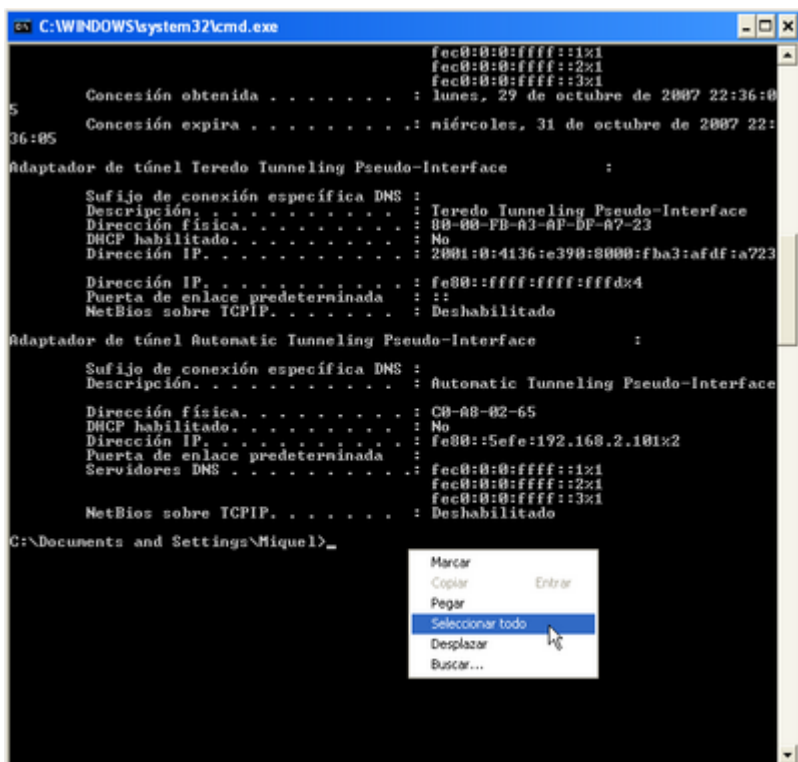 C:\WINDOWS\system32\cmd.exe
fec0:0:0:ffff::1%1
fec0:0:0:ffff::2%1
fec0:0:0:ffff::3%1
Concesión obtenida . . . . . . . : lunes, 29 de octubre de 2007 22:36:0
5
Concesión expira . . . . . . . . .: miércoles, 31 de octubre de 2007 22:
36:05
Adaptador de túnel Teredo Tunneling Pseudo-Interface :
Sufijo de conexión específica DNS :
Descripción. . . . . . . . . . . : Teredo Tunneling Pseudo-Interface
Dirección física. . . . . . . . . : 80-00-FB-A3-AF-DF-A7-23
DHCP habilitado. . . . . . . . . : No
Dirección IP. . . . . . . . . . . : 2001:0:4136:e390:8000:fba3:afdf:a723
Dirección IP. . . . . . . . . . . : fe80::ffff:ffff:fffd%4
Puerta de enlace predeterminada : ::
NetBios sobre TCPIP. . . . . . . : Deshabilitado
Adaptador de túnel Automatic Tunneling Pseudo-Interface :
Sufijo de conexión específica DNS :
Descripción. . . . . . . . . . . : Automatic Tunneling Pseudo-Interface
Dirección física. . . . . . . . . : C0-A8-02-65
DHCP habilitado. . . . . . . . . : No
Dirección IP. . . . . . . . . . . : fe80::5efe:192.168.2.101%2
Puerta de enlace predeterminada :
Servidores DNS . . . . . . . . . .: fec0:0:0:ffff::1%1
fec0:0:0:ffff::2%1
fec0:0:0:ffff::3%1
NetBios sobre TCPIP. . . . . . . : Deshabilitado
C:\Documents and Settings\Miquel>_
Marcar
Copiar Entrar
Pegar
Seleccionar todo
Desplazar
Buscar...